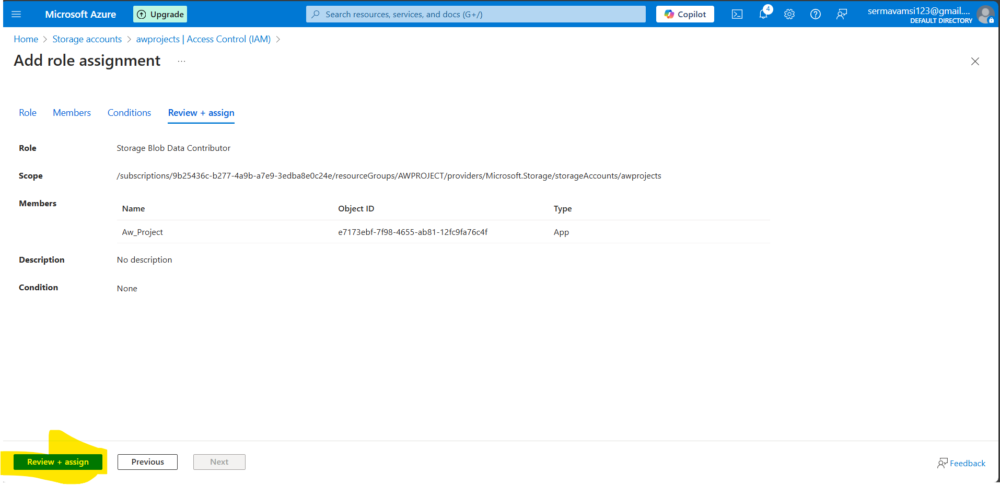 Microsoft Azure
Upgrade
Search resources, services, and docs (G+/)
Copilot
4
sermavamsi123@gmail....
DEFAULT DIRECTORY
Home > Storage accounts > awprojects | Access Control (IAM) >
Add role assignment ...
Role Members Conditions Review + assign
Role Storage Blob Data Contributor
Scope /subscriptions/9b25436c-b277-4a9b-a7e9-3edba8e0c24e/resourceGroups/AWPROJECT/providers/Microsoft.Storage/storageAccounts/awprojects
Members
Name Object ID Type
Aw_Project e7173ebf-7f98-4655-ab81-12fc9fa76c4f App
Description No description
Condition None
Review + assign Previous Next
Feedback